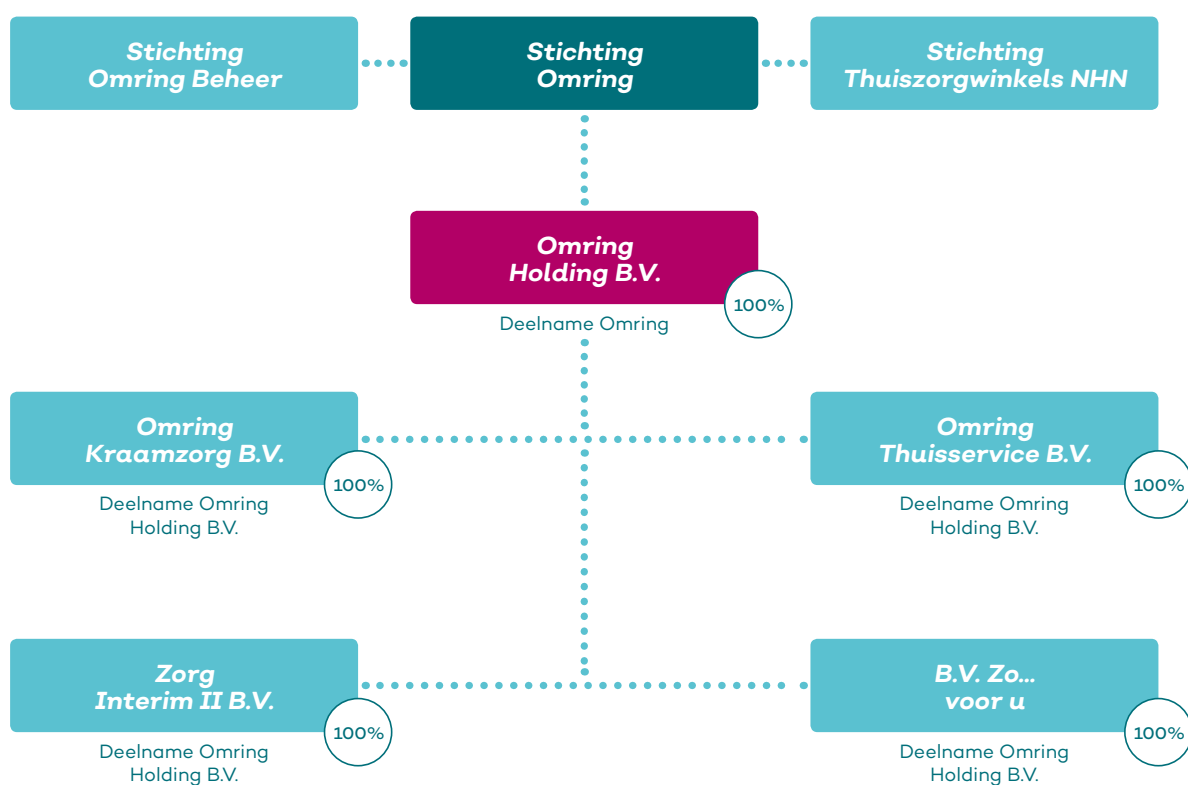 Stichting
Omring Beheer
Stichting
Omring
Stichting
Thuiszorgwinkels NHN
Omring
Holding B.V.
100%
Deelname Omring
Omring
Kraamzorg B.V.
100%
Deelname Omring
Holding B.V.
Omring
Thuisservice B.V.
100%
Deelname Omring
Holding B.V.
Zorg
Interim II B.V.
100%
Deelname Omring
Holding B.V.
B.V. Zo...
voor u
100%
Deelname Omring
Holding B.V.